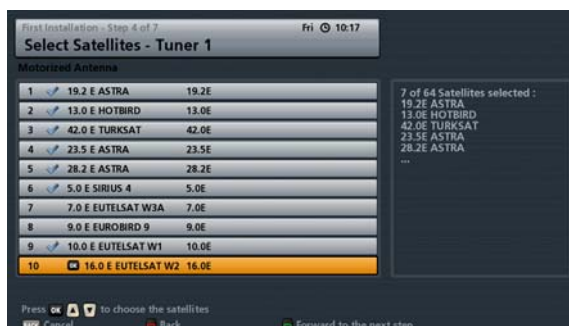 First Installation - Step 4 of 7
Fri 10:17
Select Satellites - Tuner 1
Motorized Antenna
1 19.2 E ASTRA 19.2E
2 13.0 E HOTBIRD 13.0E
3 42.0 E TURKSAT 42.0E
4 23.5 E ASTRA 23.5E
5 28.2 E ASTRA 28.2E
6 5.0 E SIRIUS 4 5.0E
7 7.0 E EUTELSAT W3A 7.0E
8 9.0 E EUROBIRD 9 9.0E
9 10.0 E EUTELSAT W1 10.0E
10 OK 16.0 E EUTELSAT W2 16.0E
7 of 64 Satellites selected :
19.2E ASTRA
13.0E HOTBIRD
42.0E TURKSAT
23.5E ASTRA
28.2E ASTRA
...
Press OK to choose the satellites
BACK Cancel Back Forward to the next step